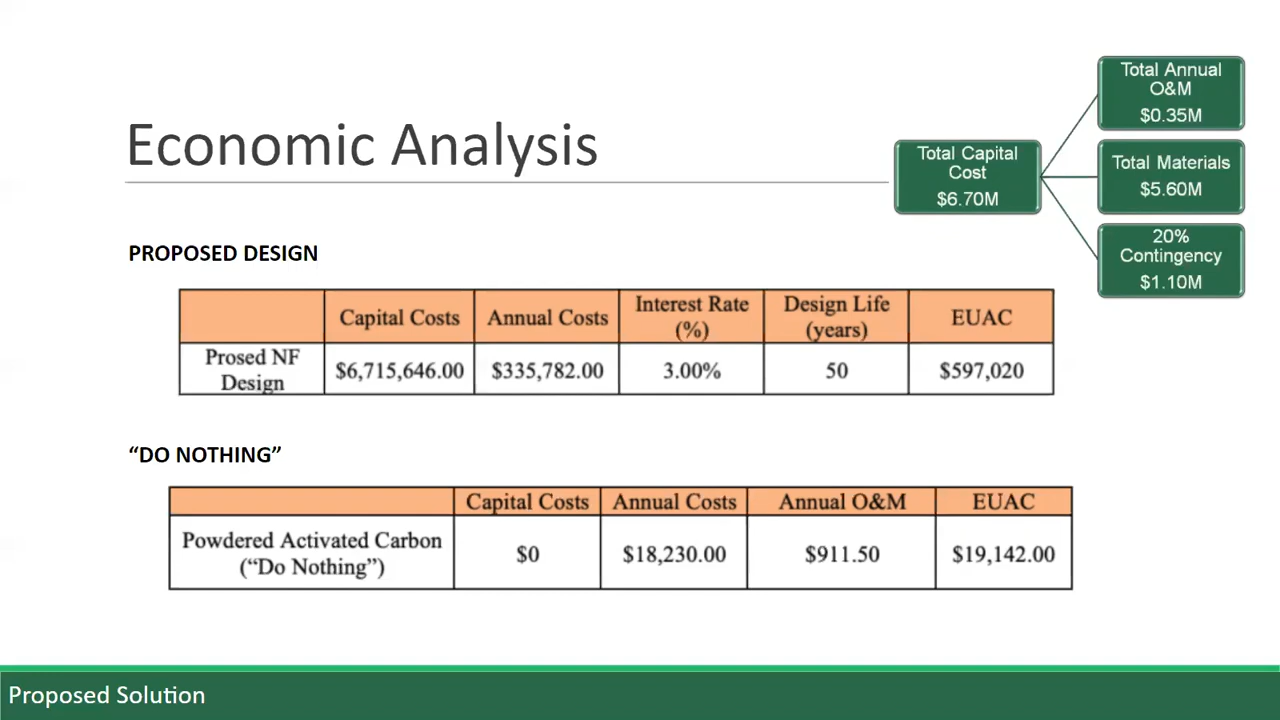 Economic Analysis
Total Capital
Cost
$6.70M
Total Annual
O&M
$0.35M
Total Materials
$5.60M
20%
Contingency
$1.10M
PROPOSED DESIGN
Capital Costs Annual Costs Interest Rate (%) Design Life (years) EUAC
Prosed NF Design $6,715,646.00 $335,782.00 3.00% 50 $597,020
“DO NOTHING”
Capital Costs Annual Costs Annual O&M EUAC
Powdered Activated Carbon (“Do Nothing”) $0 $18,230.00 $911.50 $19,142.00
Proposed Solution